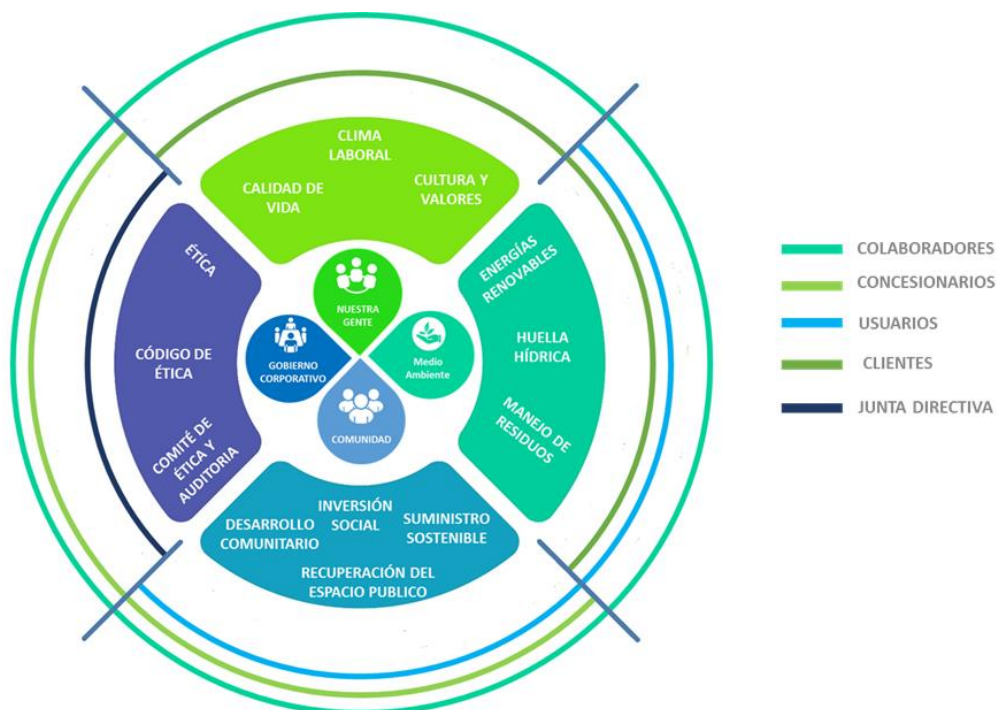 CLIMA
LABORAL
CALIDAD DE
VIDA
CULTURA Y
VALORES
ÉTICA
CÓDIGO DE
ÉTICA
COMITÉ DE
ÉTICA Y
AUDITORIA
NUESTRA
GENTE
GOBIERNO
CORPORATIVO
Medio
Ambiente
COMUNIDAD
ENERGÍAS
RENOVABLES
HUELLA
HÍDRICA
MANEJO DE
RESIDUOS
DESARROLLO
COMUNITARIO
INVERSIÓN
SOCIAL
SUMINISTRO
SOSTENIBLE
RECUPERACIÓN DEL
ESPACIO PUBLICO
COLABORADORES
CONCESIONARIOS
USUARIOS
CLIENTES
JUNTA DIRECTIVA